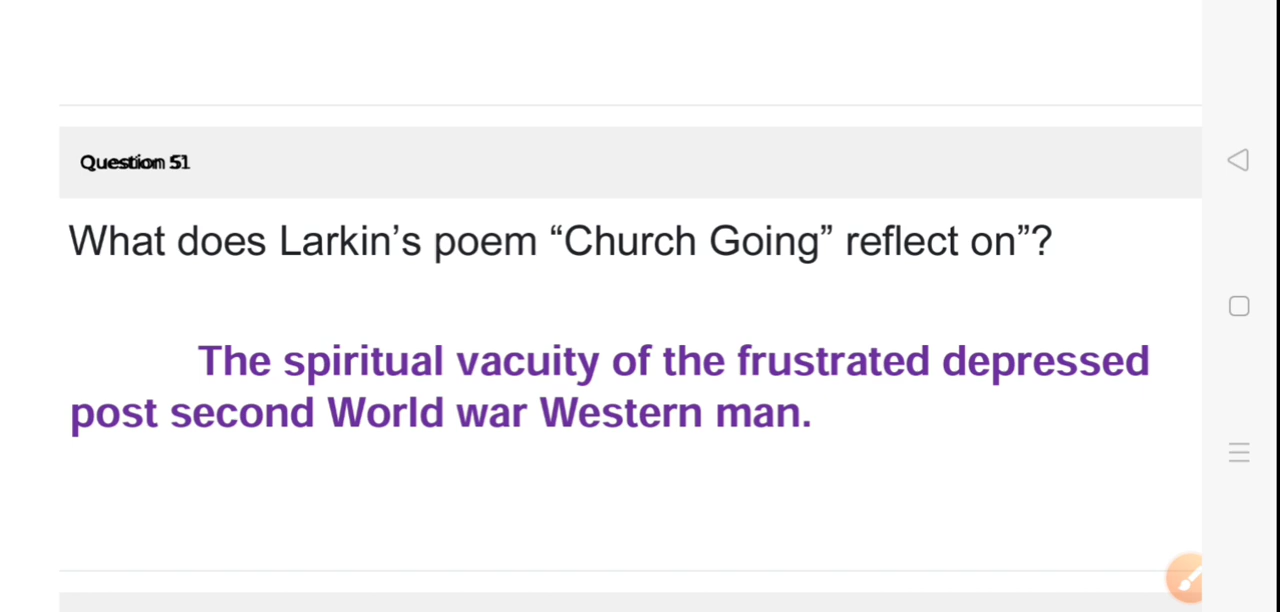 Question 51
What does Larkin’s poem “Church Going” reflect on”?
The spiritual vacuity of the frustrated depressed
post second World war Western man.